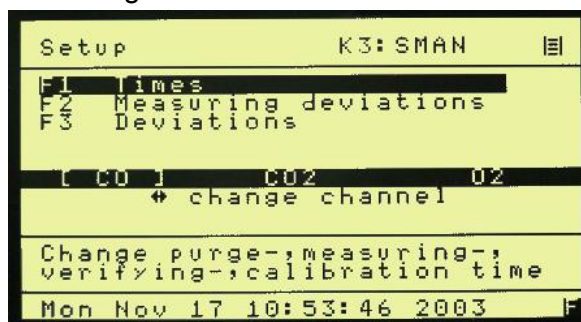 Setup K3:SMAN
F1 Times
F2 Measuring deviations
F3 Deviations
[ CO ] CO2 O2
↔ change channel
Change purge-,measuring-,
verifying-,calibration time
Mon Nov 17 10:53:46 2003 F